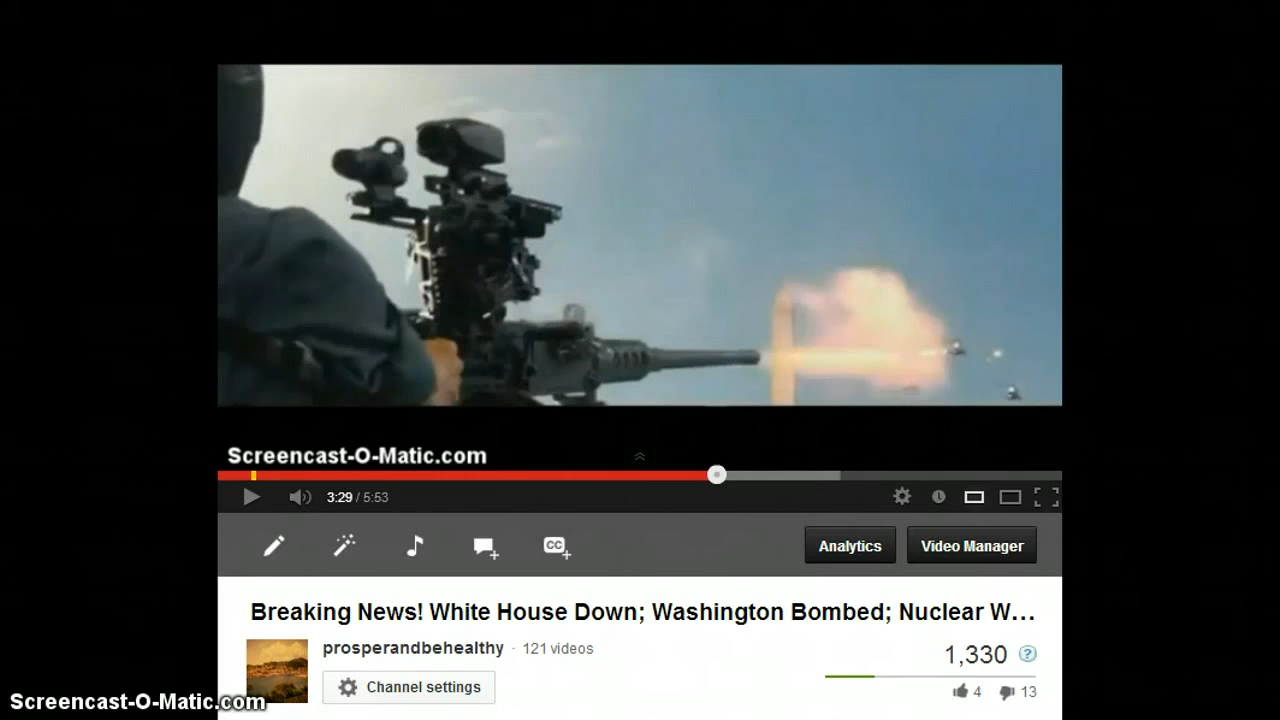 Screencast-O-Matic.com
3:29 / 5:53
CC
Analytics
Video Manager
Breaking News! White House Down; Washington Bombed; Nuclear W...
prosperandbehealthy · 121 videos
1,330 ?
Channel settings
4 13
Screencast-O-Matic.com